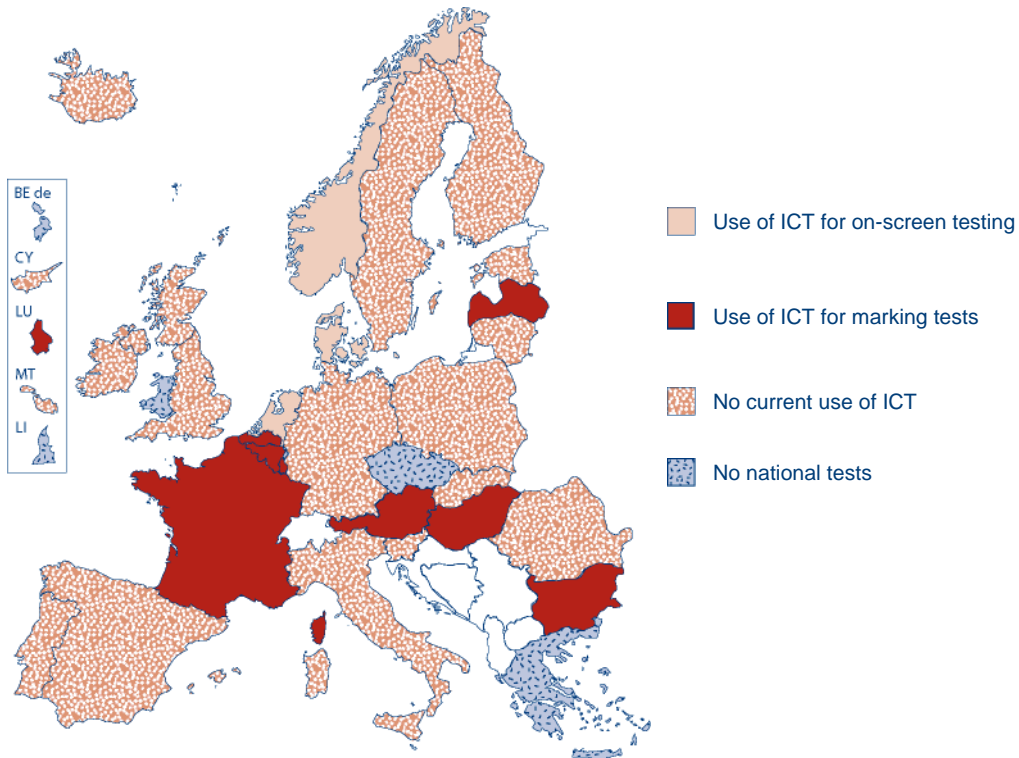 BE de
CY
LU
MT
LI
Use of ICT for on-screen testing
Use of ICT for marking tests
No current use of ICT
No national tests